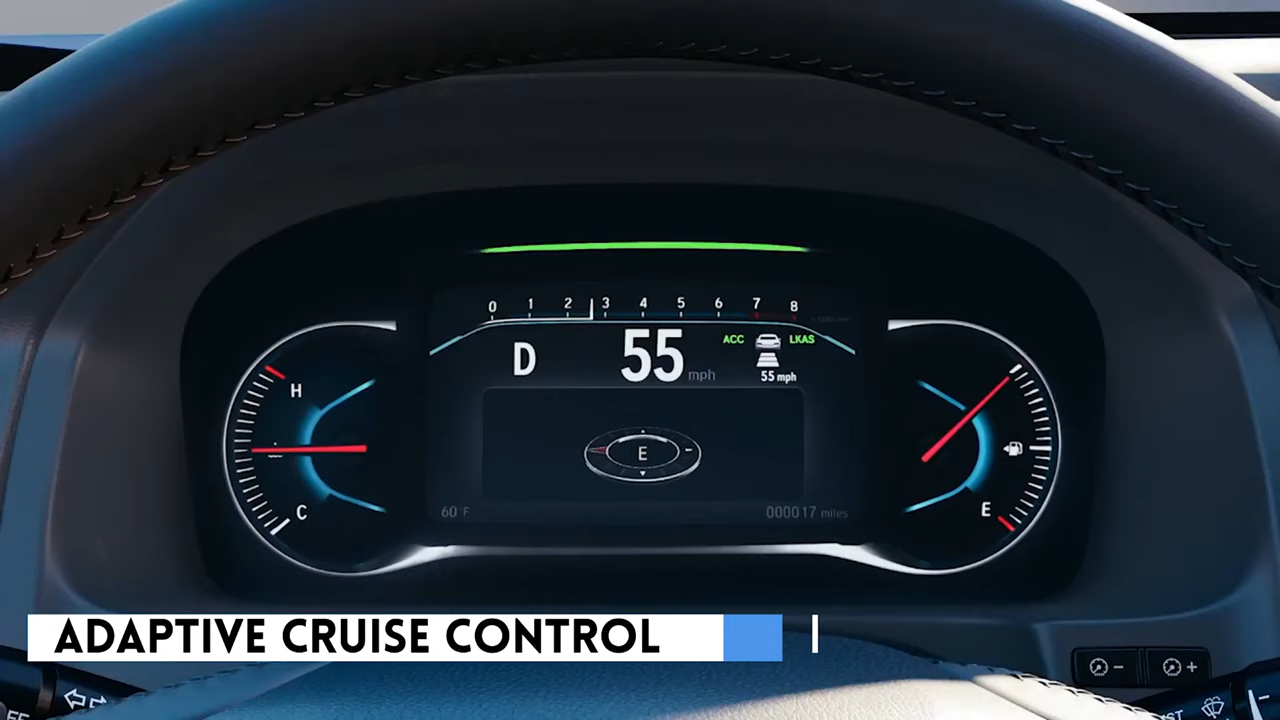 0 1 2 3 4 5 6 7 8
D 55 mph ACC LKAS
55 mph
H
C
E
E
60°F
000017 miles
ADAPTIVE CRUISE CONTROL
- +